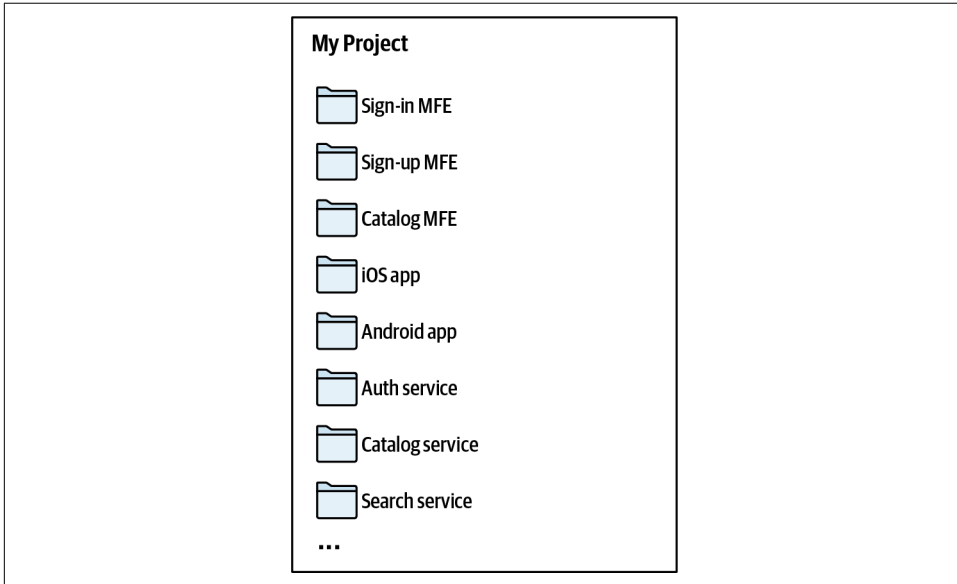 My Project
Sign-in MFE
Sign-up MFE
Catalog MFE
iOS app
Android app
Auth service
Catalog service
Search service
...